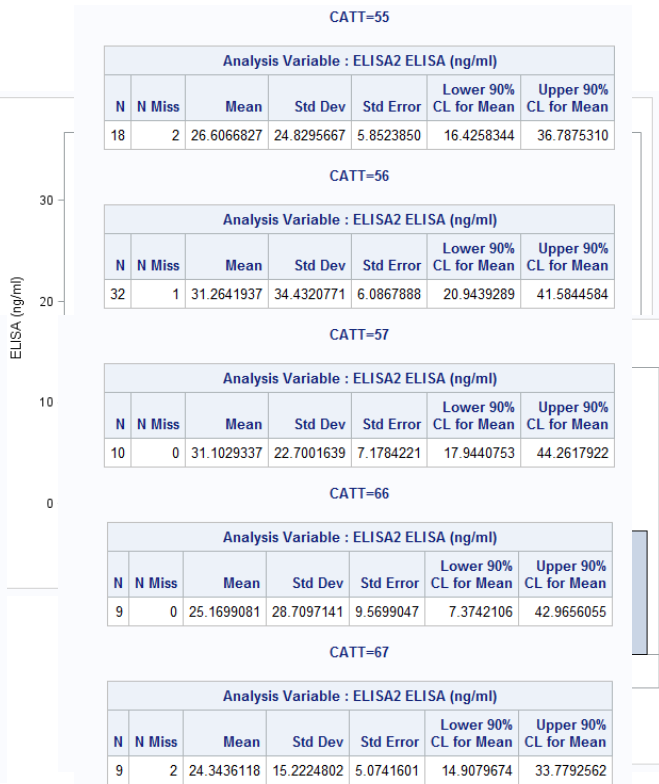 CATT=55
Analysis Variable : ELISA2 ELISA (ng/ml)
N N Miss Mean Std Dev Std Error Lower 90% CL for Mean Upper 90% CL for Mean
18 2 26.6066827 24.8295667 5.8523850 16.4258344 36.7875310
CATT=56
Analysis Variable : ELISA2 ELISA (ng/ml)
N N Miss Mean Std Dev Std Error Lower 90% CL for Mean Upper 90% CL for Mean
32 1 31.2641937 34.4320771 6.0867888 20.9439289 41.5844584
CATT=57
Analysis Variable : ELISA2 ELISA (ng/ml)
N N Miss Mean Std Dev Std Error Lower 90% CL for Mean Upper 90% CL for Mean
10 0 31.1029337 22.7001639 7.1784221 17.9440753 44.2617922
CATT=66
Analysis Variable : ELISA2 ELISA (ng/ml)
N N Miss Mean Std Dev Std Error Lower 90% CL for Mean Upper 90% CL for Mean
9 0 25.1699081 28.7097141 9.5699047 7.3742106 42.9656055
CATT=67
Analysis Variable : ELISA2 ELISA (ng/ml)
N N Miss Mean Std Dev Std Error Lower 90% CL for Mean Upper 90% CL for Mean
9 2 24.3436118 15.2224802 5.0741601 14.9079674 33.7792562
ELISA (ng/ml)
30
20
10
0